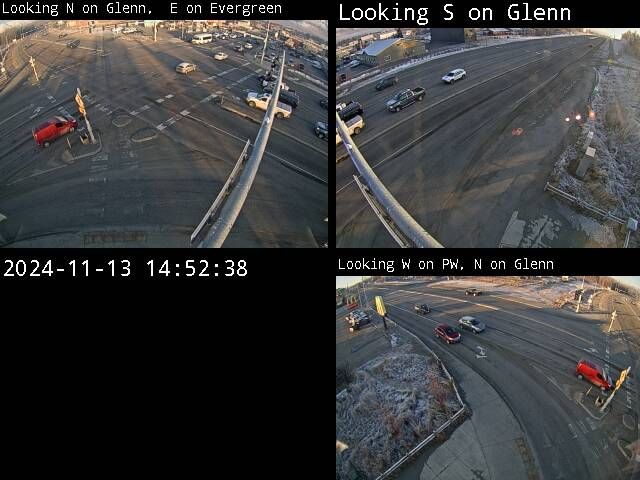 Looking N on Glenn,  E on Evergreen
Looking S on Glenn
2024-11-13 14:52:38
Looking W on PW, N on Glenn